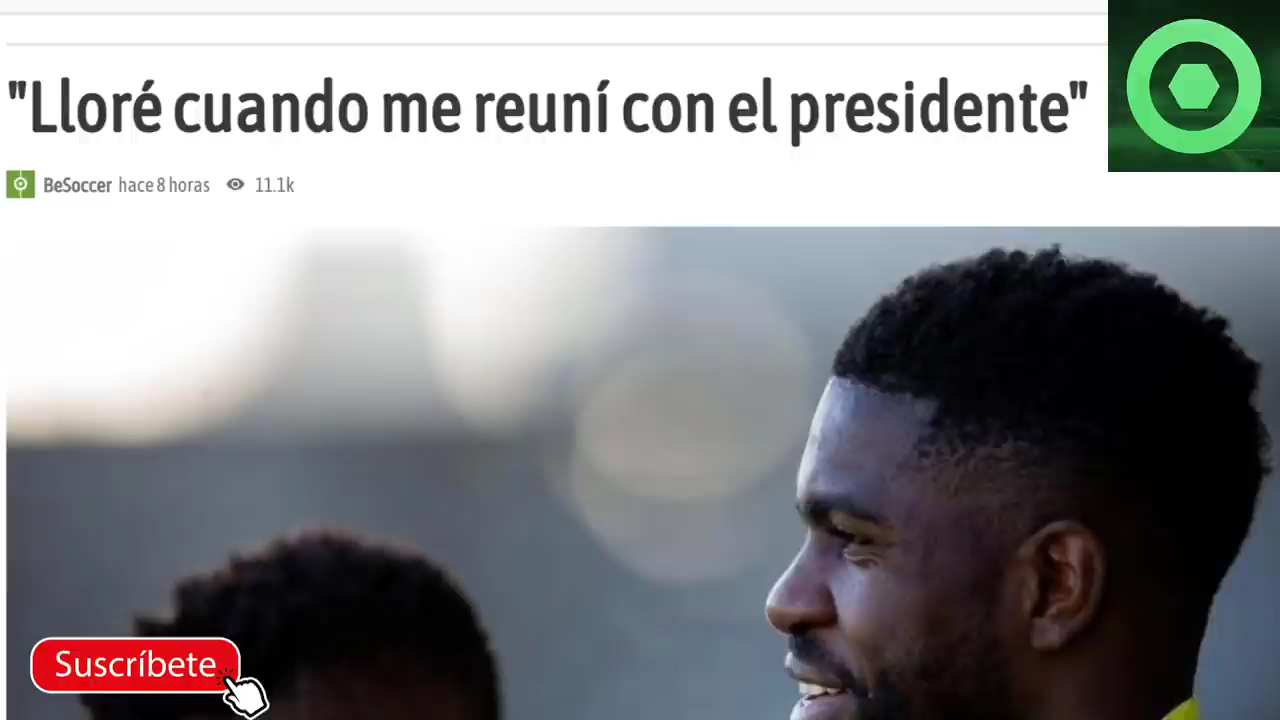 "Lloré cuando me reuní con el presidente"
BeSoccer hace 8 horas 11.1k
Suscríbete